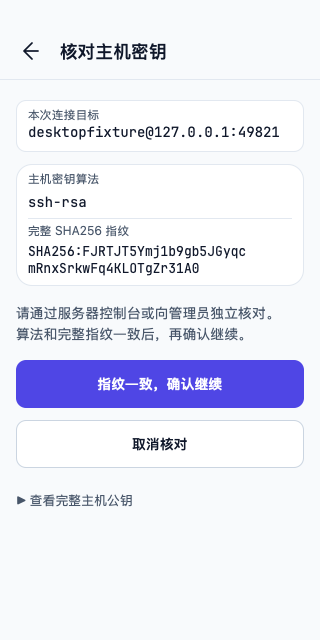 核对主机密钥
本次连接目标
desktopfixture@127.0.0.1:49821
主机密钥算法
ssh-rsa
完整 SHA256 指纹
SHA256:FJRTJT5Ymj1b9gb5JGyqc
mRnxSrkwFq4KLOTgZr31A0
请通过服务器控制台或向管理员独立核对。
算法和完整指纹一致后，再确认继续。
指纹一致，确认继续
取消核对
▶ 查看完整主机公钥